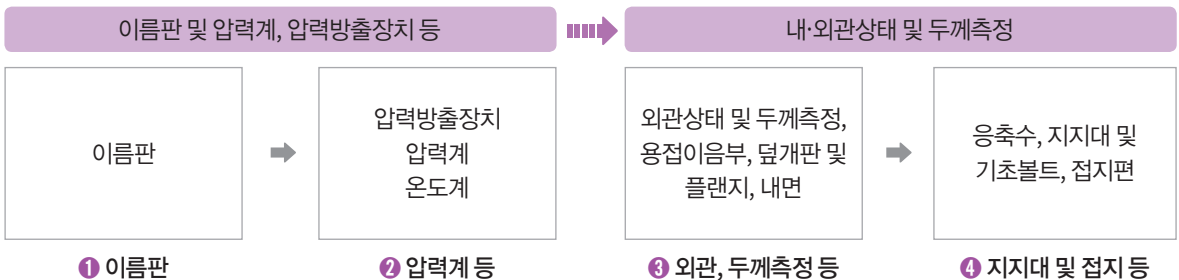 이름판 및 압력계, 압력방출장치 등
내·외관상태 및 두께측정
이름판
압력방출장치
압력계
온도계
외관상태 및 두께측정,
용접이음부, 덮개판 및
플랜지, 내면
응축수, 지지대 및
기초볼트, 접지편
❶ 이름판
❷ 압력계 등
❸ 외관, 두께측정 등
❹ 지지대 및 접지 등